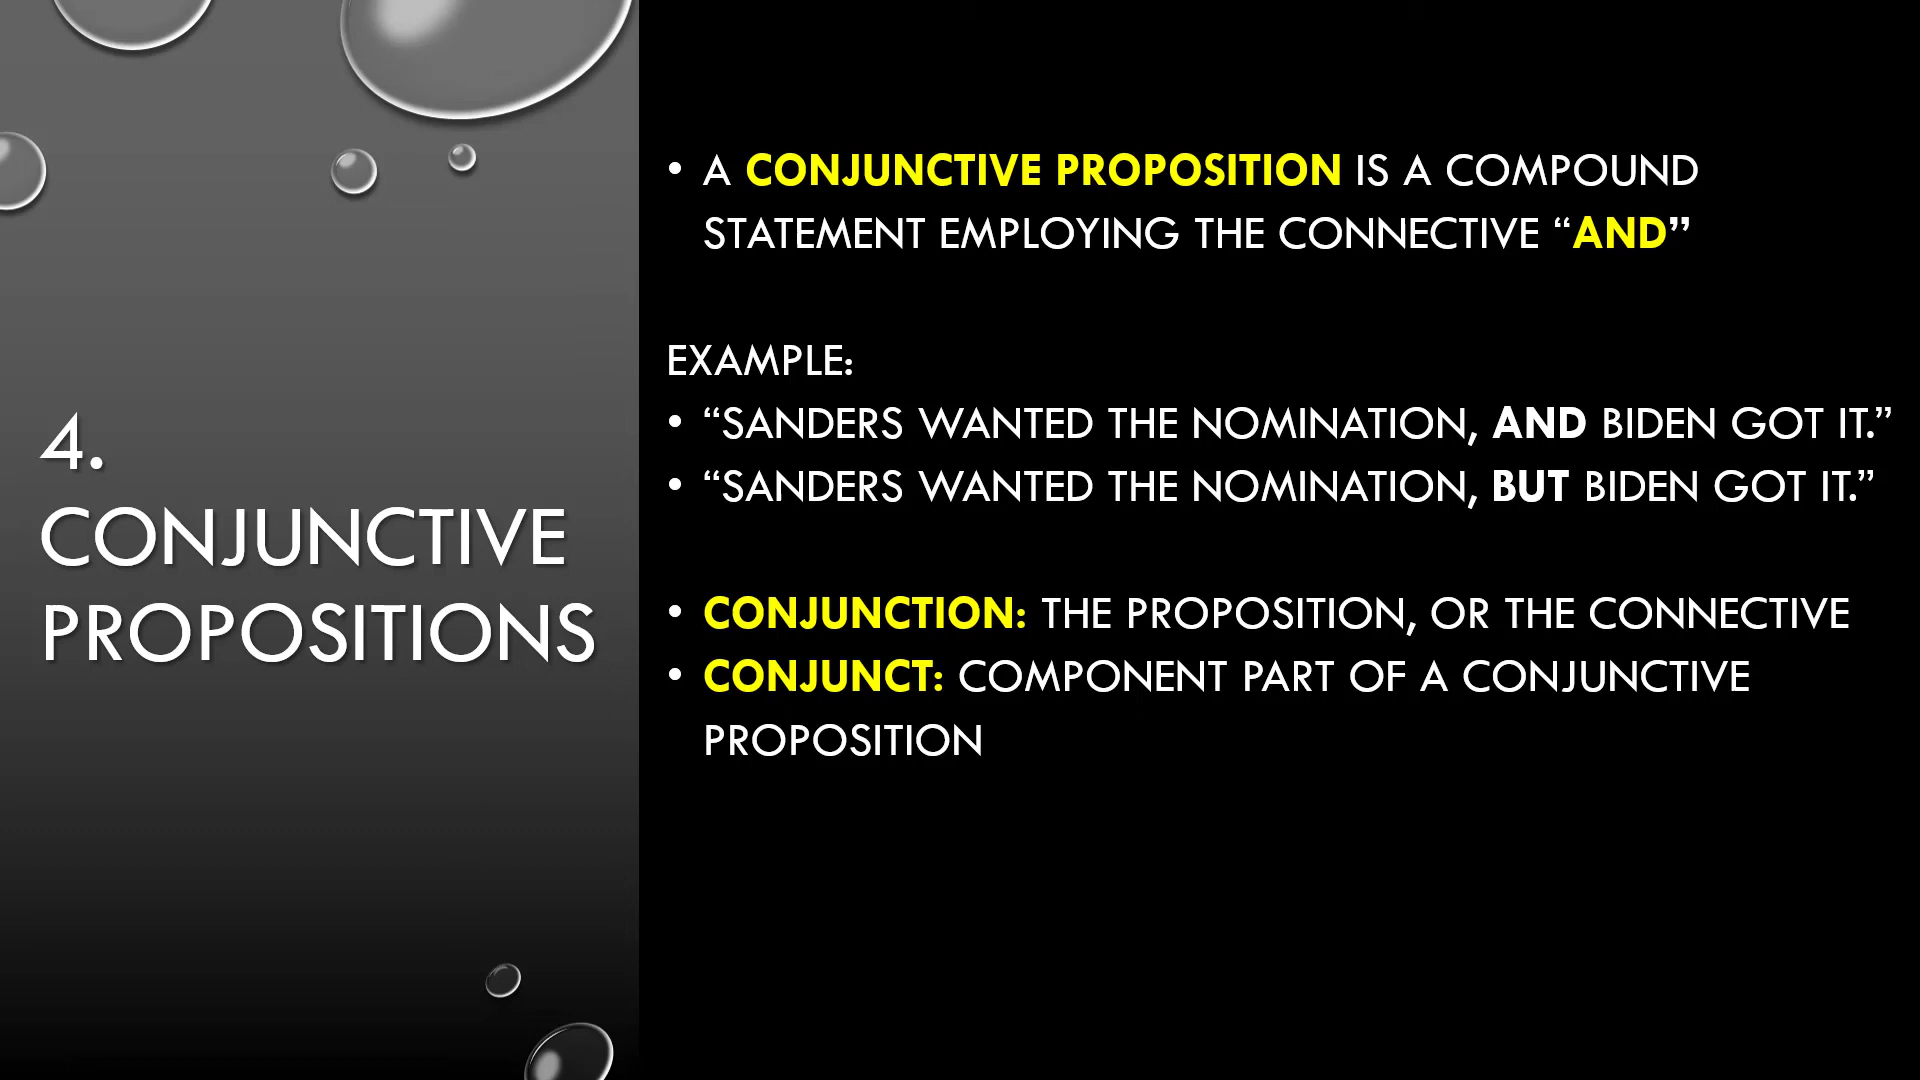 4.
CONJUNCTIVE
PROPOSITIONS
• A CONJUNCTIVE PROPOSITION IS A COMPOUND
STATEMENT EMPLOYING THE CONNECTIVE “AND”
EXAMPLE:
• “SANDERS WANTED THE NOMINATION, AND BIDEN GOT IT.”
• “SANDERS WANTED THE NOMINATION, BUT BIDEN GOT IT.”
• CONJUNCTION: THE PROPOSITION, OR THE CONNECTIVE
• CONJUNCT: COMPONENT PART OF A CONJUNCTIVE
PROPOSITION